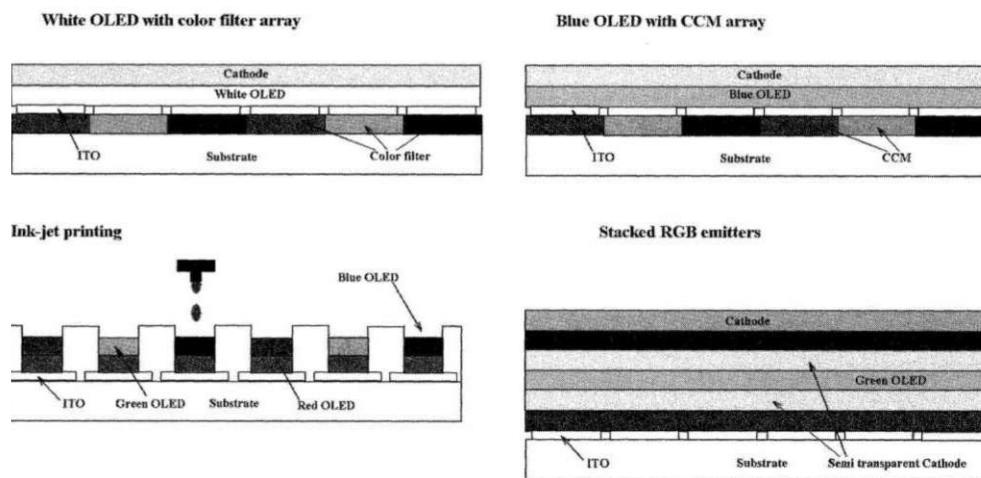 White OLED with color filter array
Cathode
White OLED
ITO
Substrate
Color filter
Blue OLED with CCM array
Cathode
Blue OLED
ITO
Substrate
CCM
Ink-jet printing
Blue OLED
ITO
Green OLED
Substrate
Red OLED
Stacked RGB emitters
Cathode
Green OLED
ITO
Substrate
Semi transparent Cathode